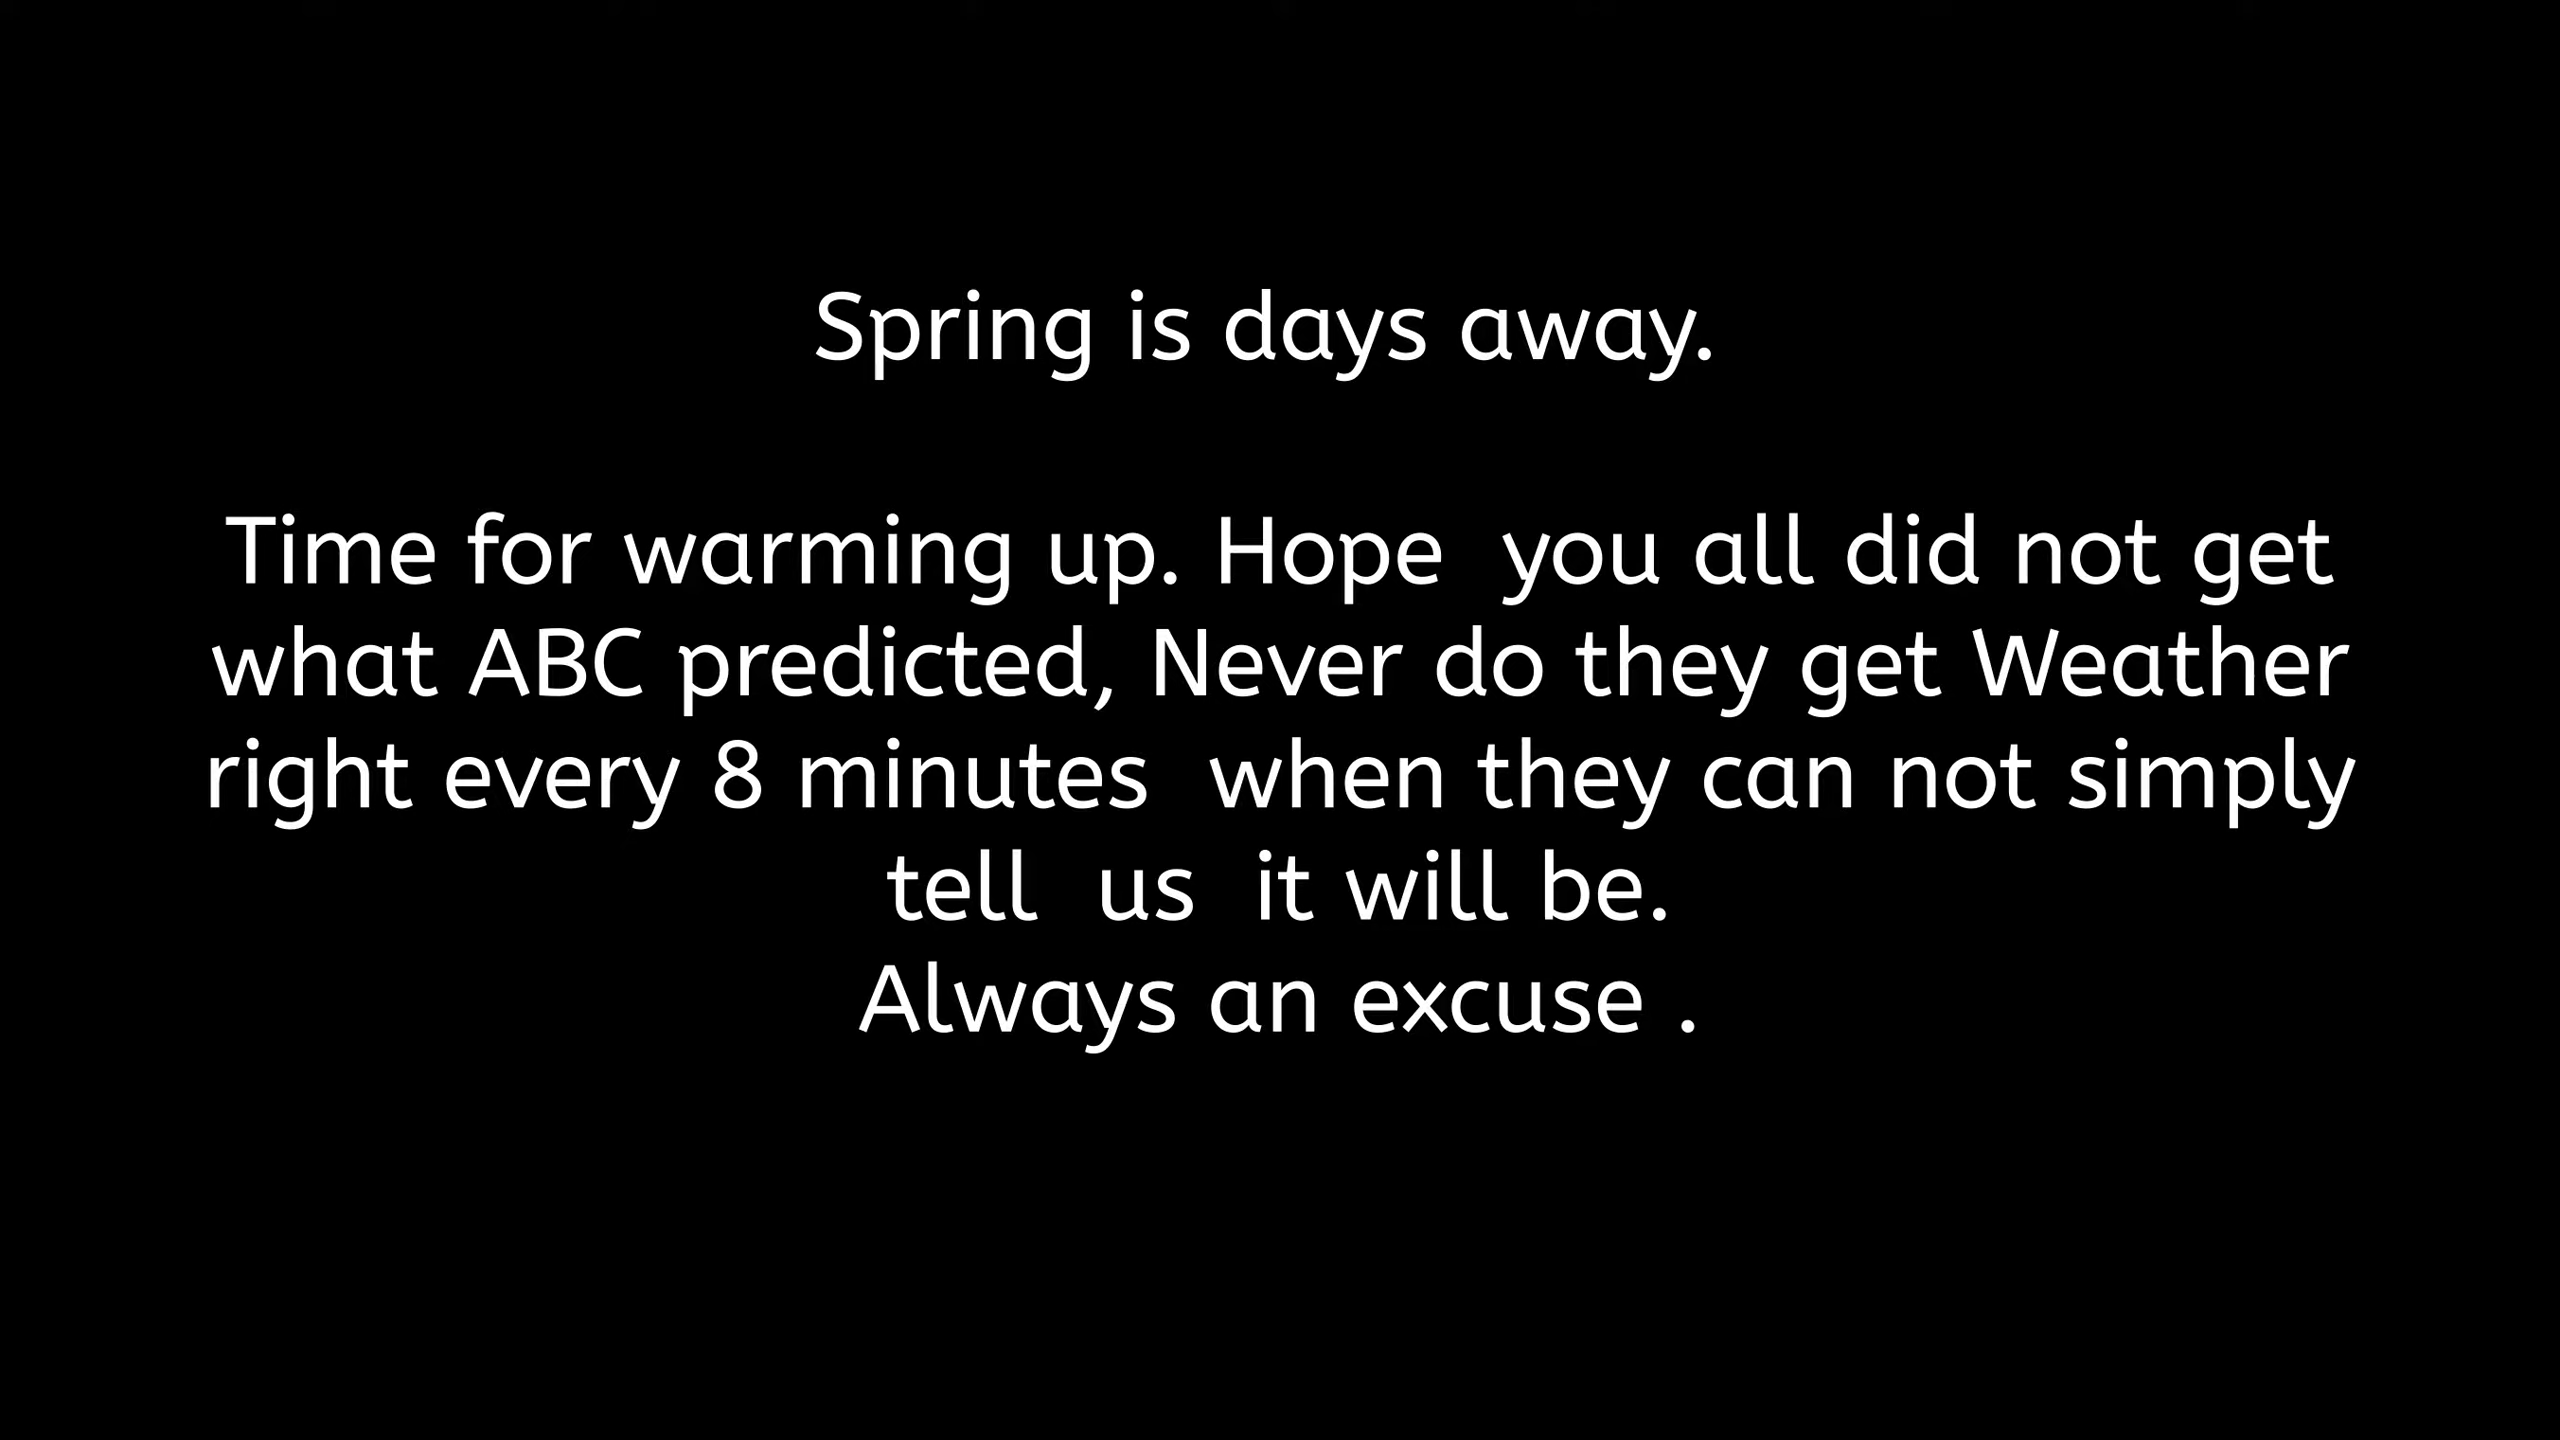 Spring is days away.
Time for warming up. Hope  you all did not get
what ABC predicted, Never do they get Weather
right every 8 minutes  when they can not simply
tell  us  it will be.
Always an excuse .